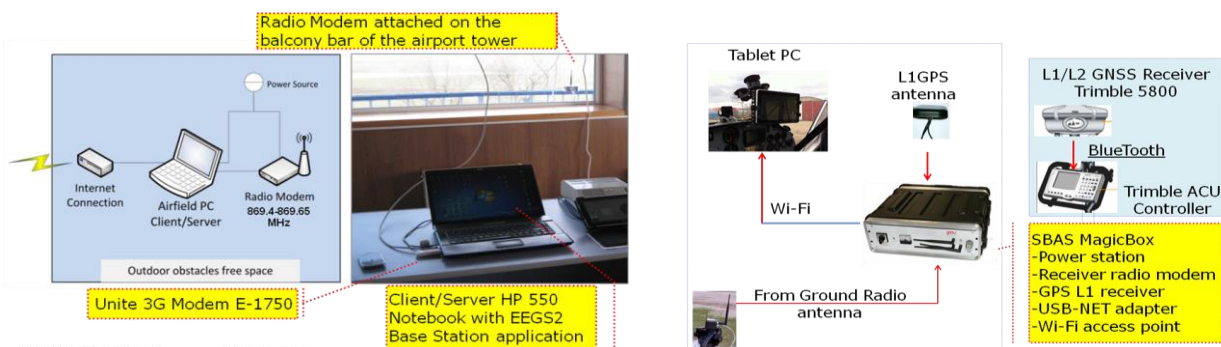 Radio Modem attached on the
balcony bar of the airport tower
Power Source
Internet
Connection
Airfield PC
Client/Server
Radio Modem
869.4-869.65
MHz
Outdoor obstacles free space
Unite 3G Modem E-1750
Client/Server HP 550
Notebook with EEGS2
Base Station application
Tablet PC
L1GPS
antenna
Wi-Fi
From Ground Radio
antenna
L1/L2 GNSS Receiver
Trimble 5800
BlueTooth
Trimble ACU
Controller
SBAS MagicBox
-Power station
-Receiver radio modem
-GPS L1 receiver
-USB-NET adapter
-Wi-Fi access point